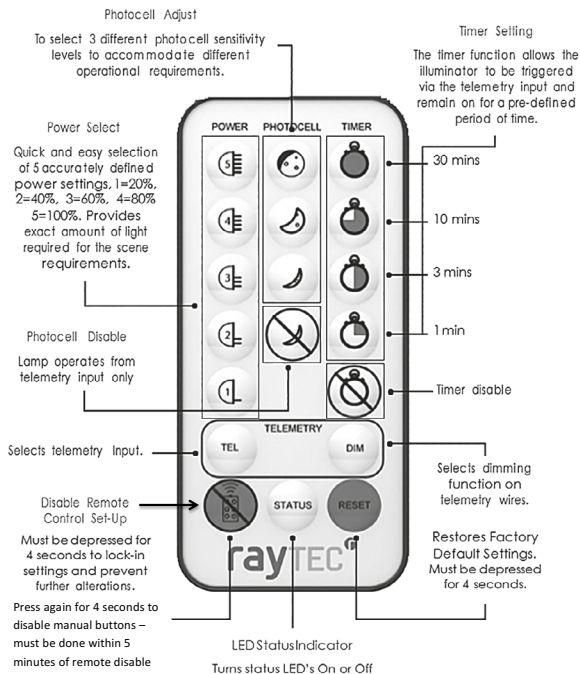 Photocell Adjust
To select 3 different photocell sensitivity
levels to accommodate different
operational requirements.
Timer Setting
The timer function allows the
illuminator to be triggered
via the telemetry input and
remain on for a pre-defined
period of time.
Power Select
Quick and easy selection
of 5 accurately defined
power settings, 1=20%,
2=40%, 3=60%, 4=80%
5=100%. Provides
exact amount of light
required for the scene
requirements.
POWER PHOTOCELL TIMER
5
4
3
2
1
30 mins
10 mins
3 mins
1 min
Photocell Disable
Lamp operates from
telemetry input only
Timer disable
TELEMETRY
TEL
DIM
Selects telemetry Input.
Selects dimming
function on
telemetry wires.
Disable Remote
Control Set-Up
Must be depressed for
4 seconds to lock-in
settings and prevent
further alterations.
Press again for 4 seconds to
disable manual buttons –
must be done within 5
minutes of remote disable
STATUS
RESET
rayTEC
Restores Factory
Default Settings.
Must be depressed
for 4 seconds.
LED StatusIndicator
Turns status LED's On or Off